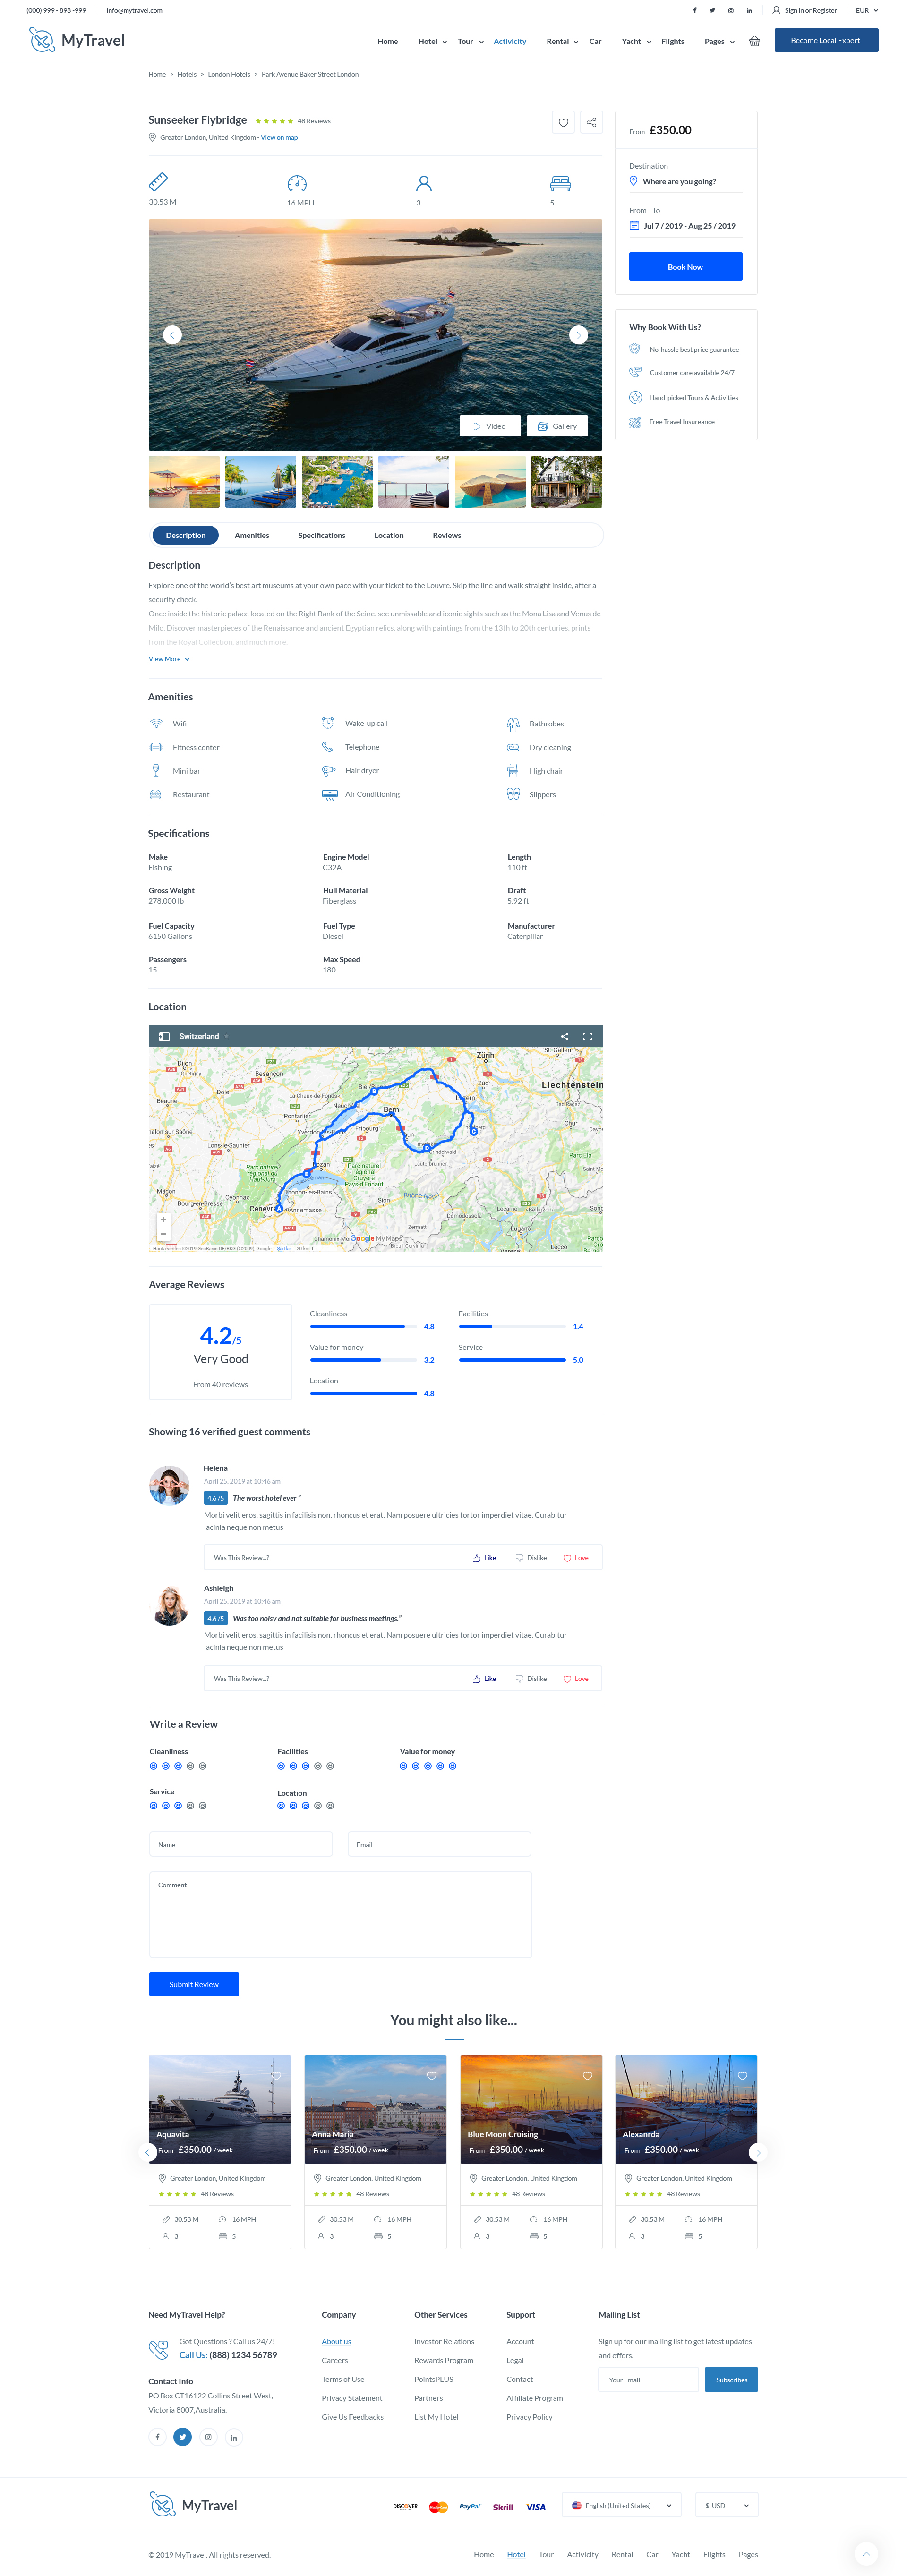 (000) 999 - 898 -999
info@mytravel.com
Sign in or Register
EUR
MyTravel
Home
Hotel
Tour
Activicity
Rental
Car
Yacht
Flights
Pages
Become Local Expert
Home > Hotels > London Hotels > Park Avenue Baker Street London
Sunseeker Flybridge
48 Reviews
Greater London, United Kingdom - View on map
30.53 M
16 MPH
3
5
Video
Gallery
From £350.00
Destination
Where are you going?
From - To
Jul 7 / 2019 - Aug 25 / 2019
Book Now
Why Book With Us?
No-hassle best price guarantee
Customer care available 24/7
Hand-picked Tours & Activities
Free Travel Insureance
Description
Amenities
Specifications
Location
Reviews
Description
Explore one of the world's best art museums at your own pace with your ticket to the Louvre. Skip the line and walk straight inside, after a
security check.
Once inside the historic palace located on the Right Bank of the Seine, see unmissable and iconic sights such as the Mona Lisa and Venus de
Milo. Discover masterpieces of the Renaissance and ancient Egyptian relics, along with paintings from the 13th to 20th centuries, prints
from the Royal Collection, and much more.
View More
Amenities
Wifi
Wake-up call
Bathrobes
Fitness center
Telephone
Dry cleaning
Mini bar
Hair dryer
High chair
Restaurant
Air Conditioning
Slippers
Specifications
Make
Fishing
Engine Model
C32A
Length
110 ft
Gross Weight
278,000 lb
Hull Material
Fiberglass
Draft
5.92 ft
Fuel Capacity
6150 Gallons
Fuel Type
Diesel
Manufacturer
Caterpillar
Passengers
15
Max Speed
180
Location
Switzerland
Zürich
St. Gallen
Dijon
Besançon
Liechtenstein
Zug
Luzern
Beaune
Dole
La Chaux-de-Fonds
Biel/Bienne
Neuchâtel
Bern
Pontarlier
Fribourg
Thun
Chur
Lons-le-Saunier
Lauterbrunnen
Parc naturel régional du Haut-Jura
Parc régional Gruyère Pays-d'Enhaut
Thonon-les-Bains
Mâcon
Oyonnax
Bourg-en-Bresse
Annemasse
Sion
Zermatt
Locarno
Lugano
Como
Lecco
Varese
Google My Maps
20 km
Average Reviews
4.2/5
Very Good
From 40 reviews
Cleanliness
4.8
Facilities
1.4
Value for money
3.2
Service
5.0
Location
4.8
Showing 16 verified guest comments
Helena
April 25, 2019 at 10:46 am
4.6 /5 The worst hotel ever "
Morbi velit eros, sagittis in facilisis non, rhoncus et erat. Nam posuere ultricies tortor imperdiet vitae. Curabitur
lacinia neque non metus
Was This Review...?
Like
Dislike
Love
Ashleigh
April 25, 2019 at 10:46 am
4.6 /5 Was too noisy and not suitable for business meetings."
Morbi velit eros, sagittis in facilisis non, rhoncus et erat. Nam posuere ultricies tortor imperdiet vitae. Curabitur
lacinia neque non metus
Was This Review...?
Like
Dislike
Love
Write a Review
Cleanliness
Facilities
Value for money
Service
Location
Name
Email
Comment
Submit Review
You might also like...
Aquavita
From £350.00 / week
Greater London, United Kingdom
48 Reviews
30.53 M
16 MPH
3
5
Anna Maria
From £350.00 / week
Greater London, United Kingdom
48 Reviews
30.53 M
16 MPH
3
5
Blue Moon Cruising
From £350.00 / week
Greater London, United Kingdom
48 Reviews
30.53 M
16 MPH
3
5
Alexanrda
From £350.00 / week
Greater London, United Kingdom
48 Reviews
30.53 M
16 MPH
3
5
Need MyTravel Help?
Got Questions ? Call us 24/7!
Call Us: (888) 1234 56789
Contact Info
PO Box CT16122 Collins Street West,
Victoria 8007,Australia.
Company
About us
Careers
Terms of Use
Privacy Statement
Give Us Feedbacks
Other Services
Investor Relations
Rewards Program
PointsPLUS
Partners
List My Hotel
Support
Account
Legal
Contact
Affiliate Program
Privacy Policy
Mailing List
Sign up for our mailing list to get latest updates
and offers.
Your Email
Subscribes
MyTravel
DISCOVER
MasterCard
PayPal
Skrill
VISA
English (United States)
$ USD
© 2019 MyTravel. All rights reserved.
Home
Hotel
Tour
Activicity
Rental
Car
Yacht
Flights
Pages